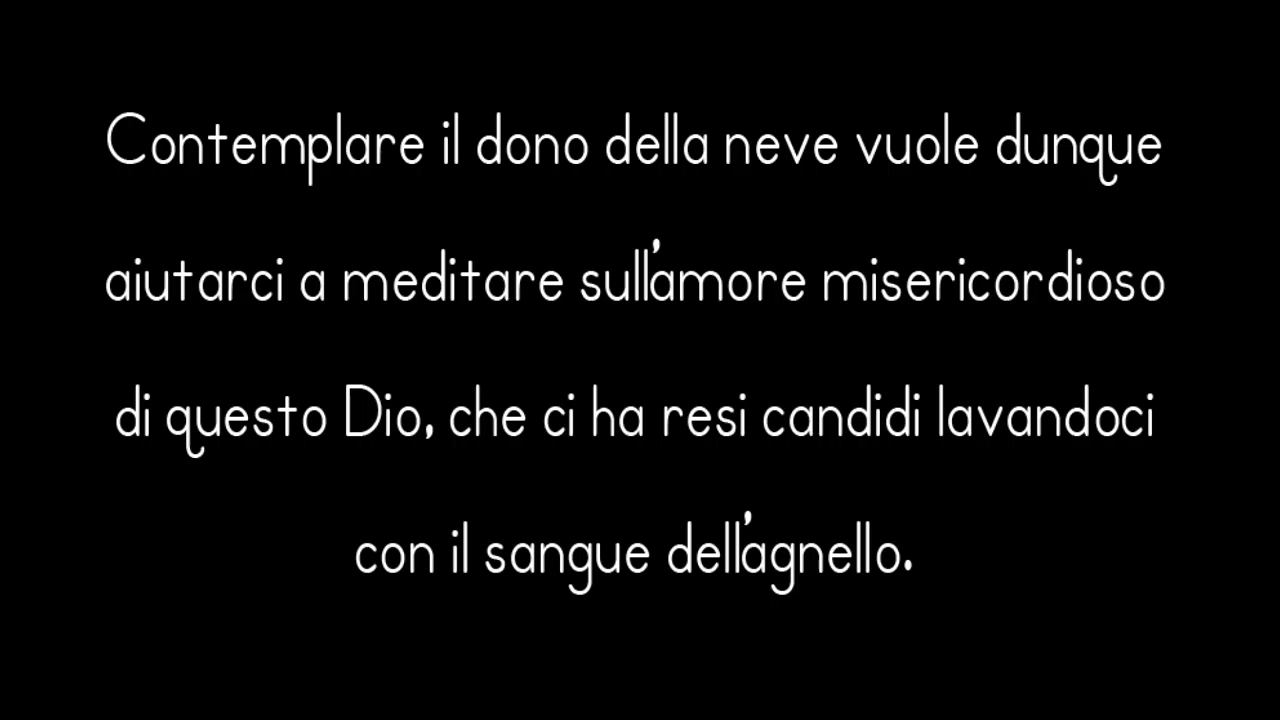 Contemplare il dono della neve vuole dunque
aiutarci a meditare sull'amore misericordioso
di questo Dio, che ci ha resi candidi lavandoci
con il sangue dell'agnello.